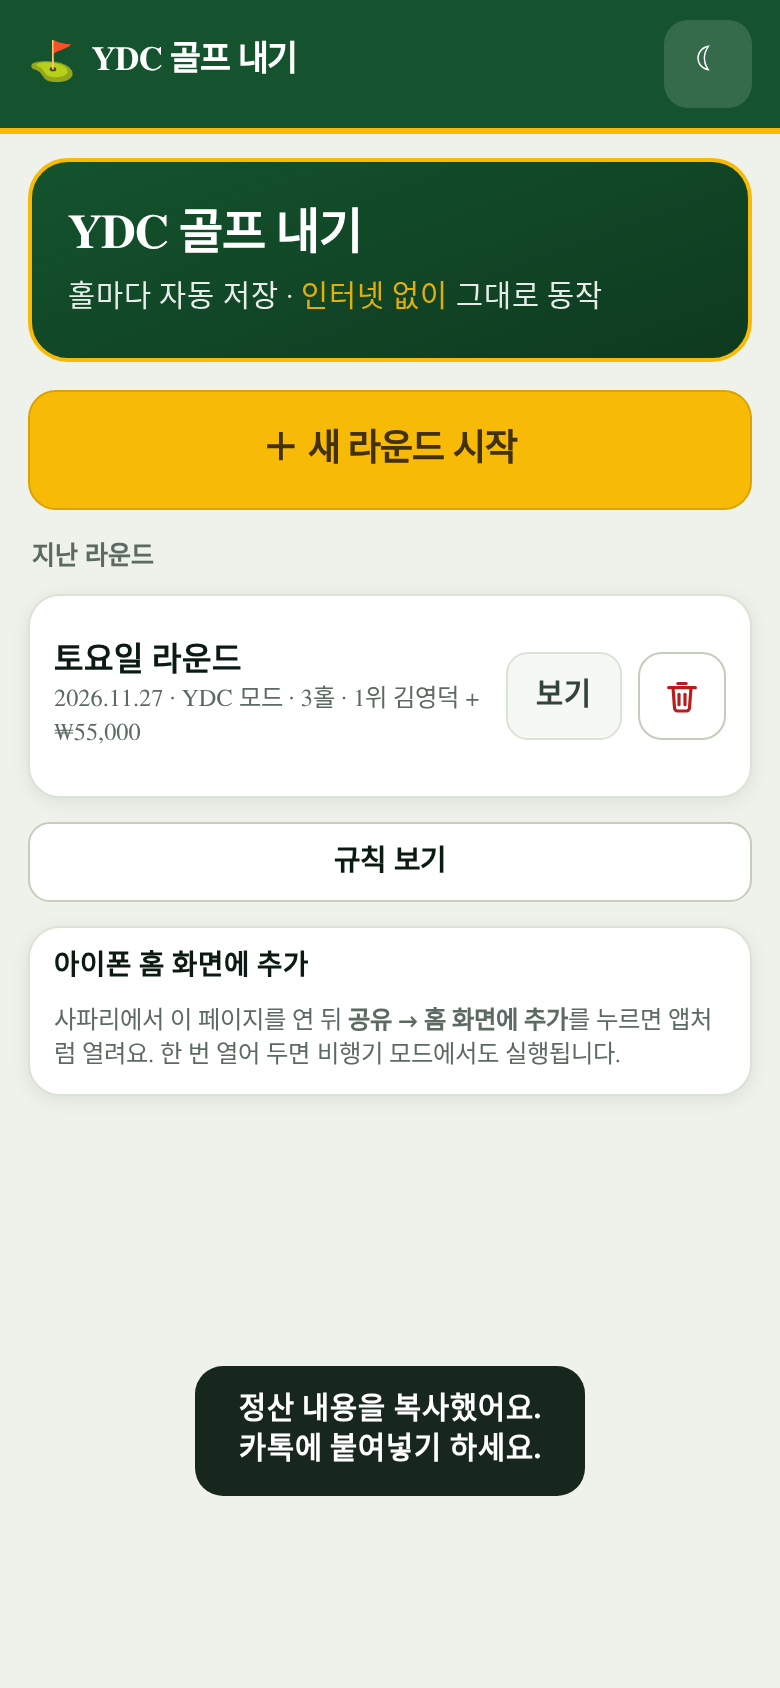 YDC 골프 내기
YDC 골프 내기
홀마다 자동 저장 · 인터넷 없이 그대로 동작
＋ 새 라운드 시작
지난 라운드
토요일 라운드
2026.11.27 · YDC 모드 · 3홀 · 1위 김영덕 +
₩55,000
보기
규칙 보기
아이폰 홈 화면에 추가
사파리에서 이 페이지를 연 뒤 공유 → 홈 화면에 추가를 누르면 앱처
럼 열려요. 한 번 열어 두면 비행기 모드에서도 실행됩니다.
정산 내용을 복사했어요.
카톡에 붙여넣기 하세요.